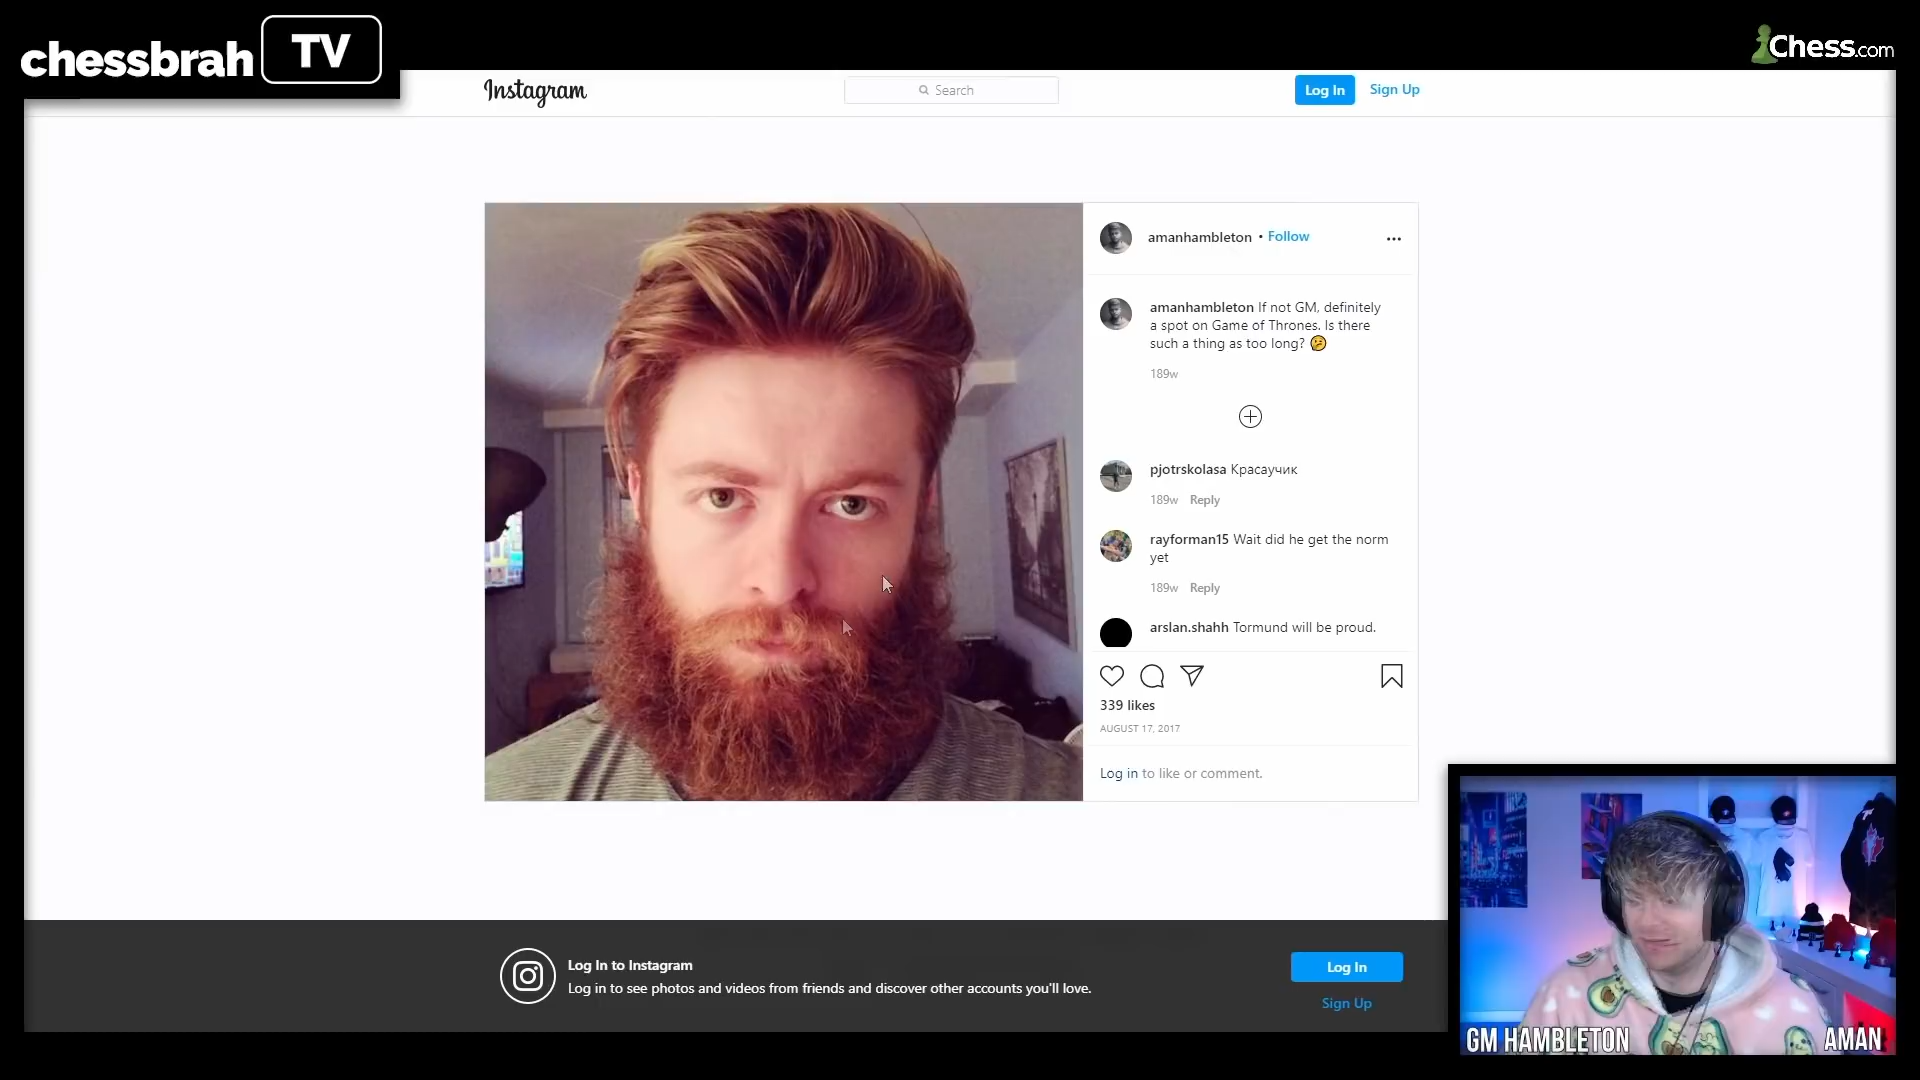 chessbrah TV
Chess.com
Instagram
Search
Log In
Sign Up
amanhambleton • Follow
amanhambleton If not GM, definitely
a spot on Game of Thrones. Is there
such a thing as too long? 🤔
189w
pjotrskolasa Красаучик
189w Reply
rayforman15 Wait did he get the norm
yet
189w Reply
arslan.shahh Tormund will be proud.
339 likes
AUGUST 17, 2017
Log in to like or comment.
Log In to Instagram
Log in to see photos and videos from friends and discover other accounts you'll love.
Log In
Sign Up
GM HAMBLETON
AMAN